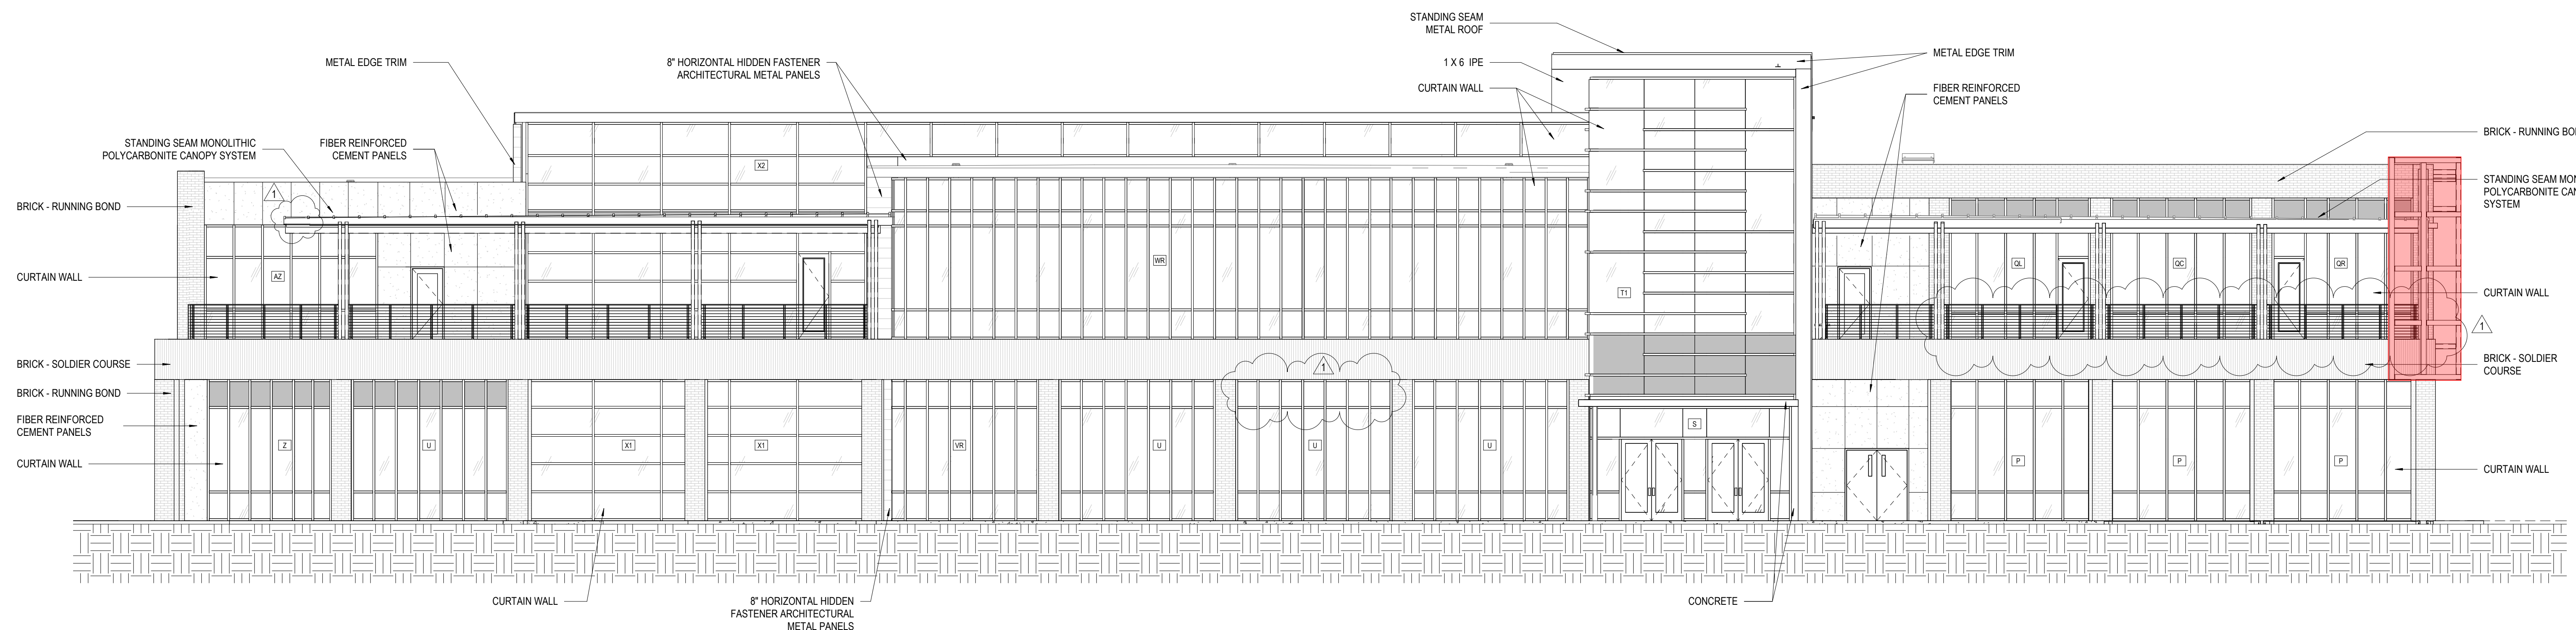 STANDING SEAM
METAL ROOF
METAL EDGE TRIM
8" HORIZONTAL HIDDEN FASTENER
ARCHITECTURAL METAL PANELS
1 X 6 IPE
CURTAIN WALL
METAL EDGE TRIM
FIBER REINFORCED
CEMENT PANELS
STANDING SEAM MONOLITHIC
POLYCARBONITE CANOPY SYSTEM
FIBER REINFORCED
CEMENT PANELS
BRICK - RUNNING BO
X2
1
BRICK - RUNNING BOND
STANDING SEAM MON
POLYCARBONITE CAN
SYSTEM
CURTAIN WALL
AZ
WR
T1
QL
QC
QR
CURTAIN WALL
1
BRICK - SOLDIER COURSE
1
BRICK - SOLDIER
COURSE
BRICK - RUNNING BOND
FIBER REINFORCED
CEMENT PANELS
CURTAIN WALL
Z
U
X1
X1
VR
U
U
U
S
P
P
P
CURTAIN WALL
CURTAIN WALL
8" HORIZONTAL HIDDEN
FASTENER ARCHITECTURAL
METAL PANELS
CONCRETE